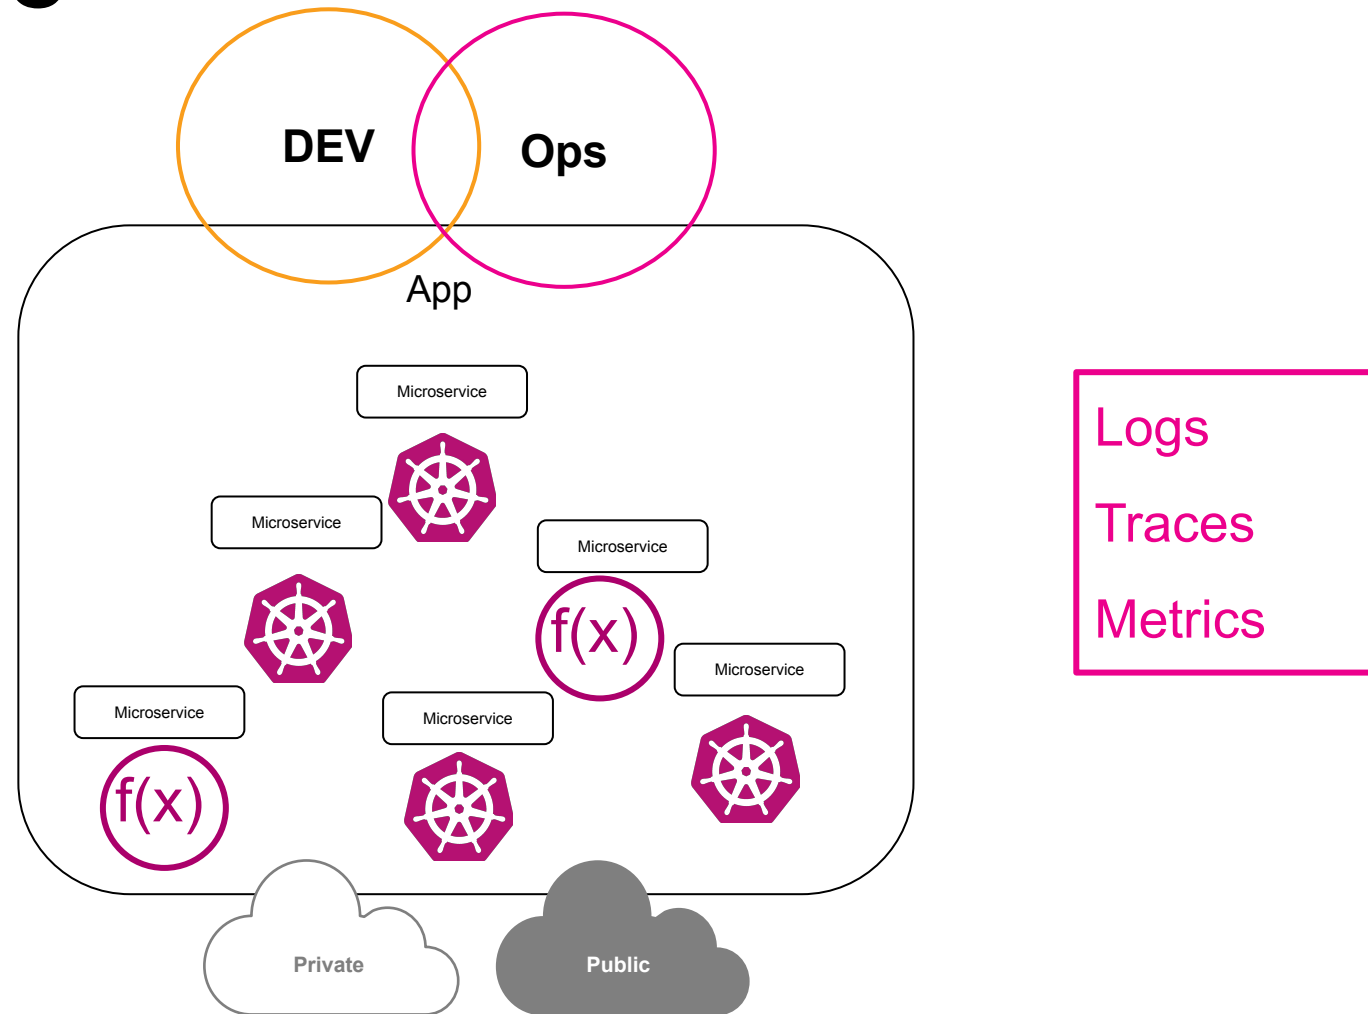 DEV
Ops
App
Microservice
Microservice
Microservice
Microservice
Microservice
Microservice
f(x)
f(x)
Private
Public
Logs
Traces
Metrics